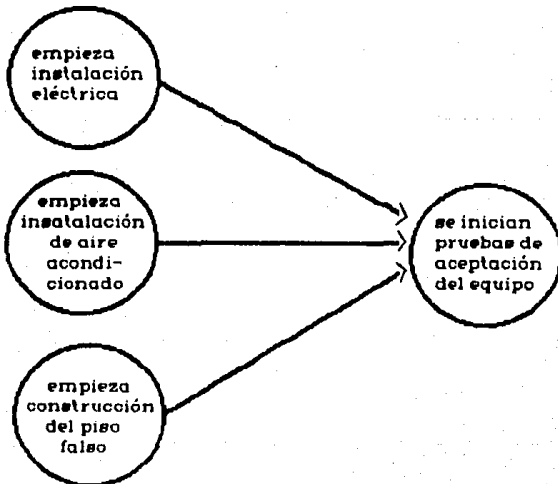 empieza
instalación
eléctrica
empieza
insatalación
de aire
acondi-
cionado
empieza
construcción
del piso
falso
se inician
pruebas de
aceptación
del equipo